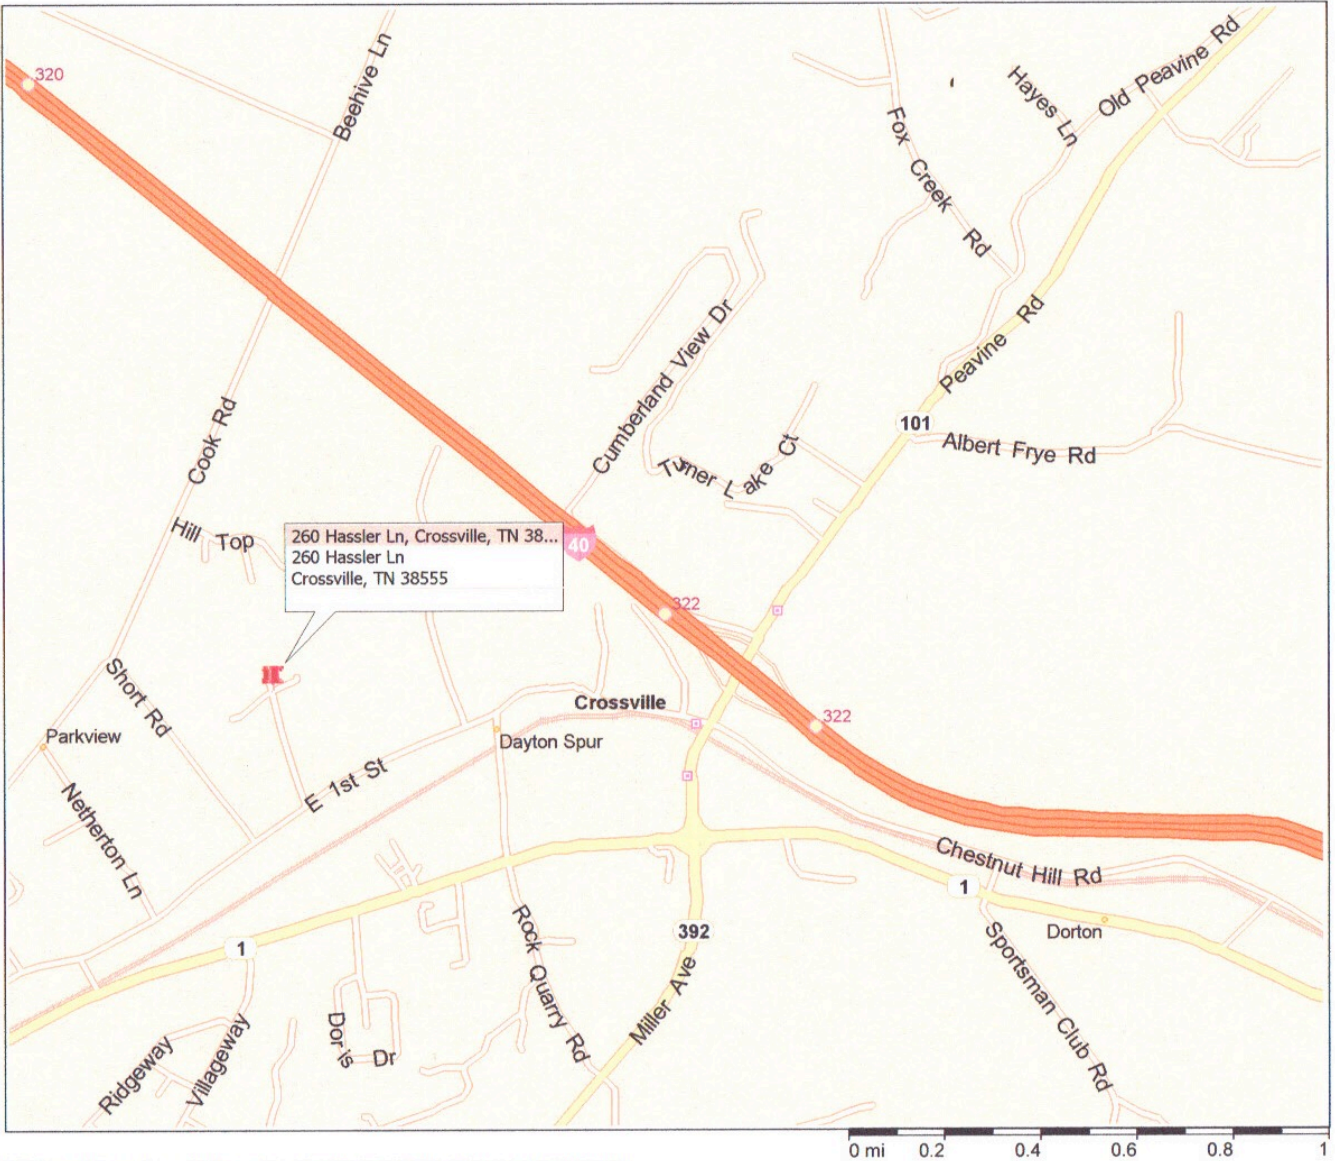 320
Beehive Ln
Hayes Ln
Old Peavine Rd
Fox Creek Rd
Cumberland View Dr
Peavine Rd
Cook Rd
101
Albert Frye Rd
Turner Lake Ct
Hill Top
260 Hassler Ln, Crossville, TN 38...
260 Hassler Ln
Crossville, TN 38555
40
322
Short Rd
Crossville
322
Parkview
Dayton Spur
E 1st St
Netherton Ln
Chestnut Hill Rd
1
392
Dorton
1
Rock Quarry Rd
Miller Ave
Sportsman Club Rd
Doris Dr
Ridgeway
Villageway
0 mi 0.2 0.4 0.6 0.8 1